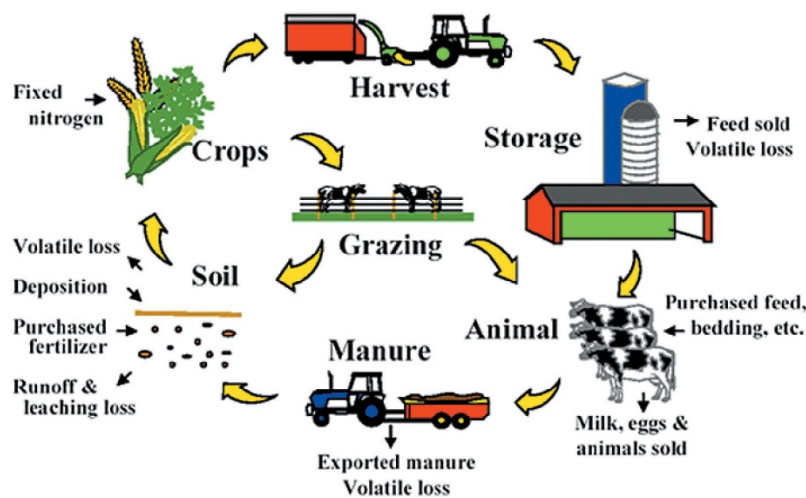 Harvest
Fixed
nitrogen
Crops
Storage
Feed sold
Volatile loss
Grazing
Volatile loss
Soil
Deposition
Purchased
fertilizer
Runoff &
leaching loss
Manure
Animal
Purchased feed,
bedding, etc.
Milk, eggs &
animals sold
Exported manure
Volatile loss